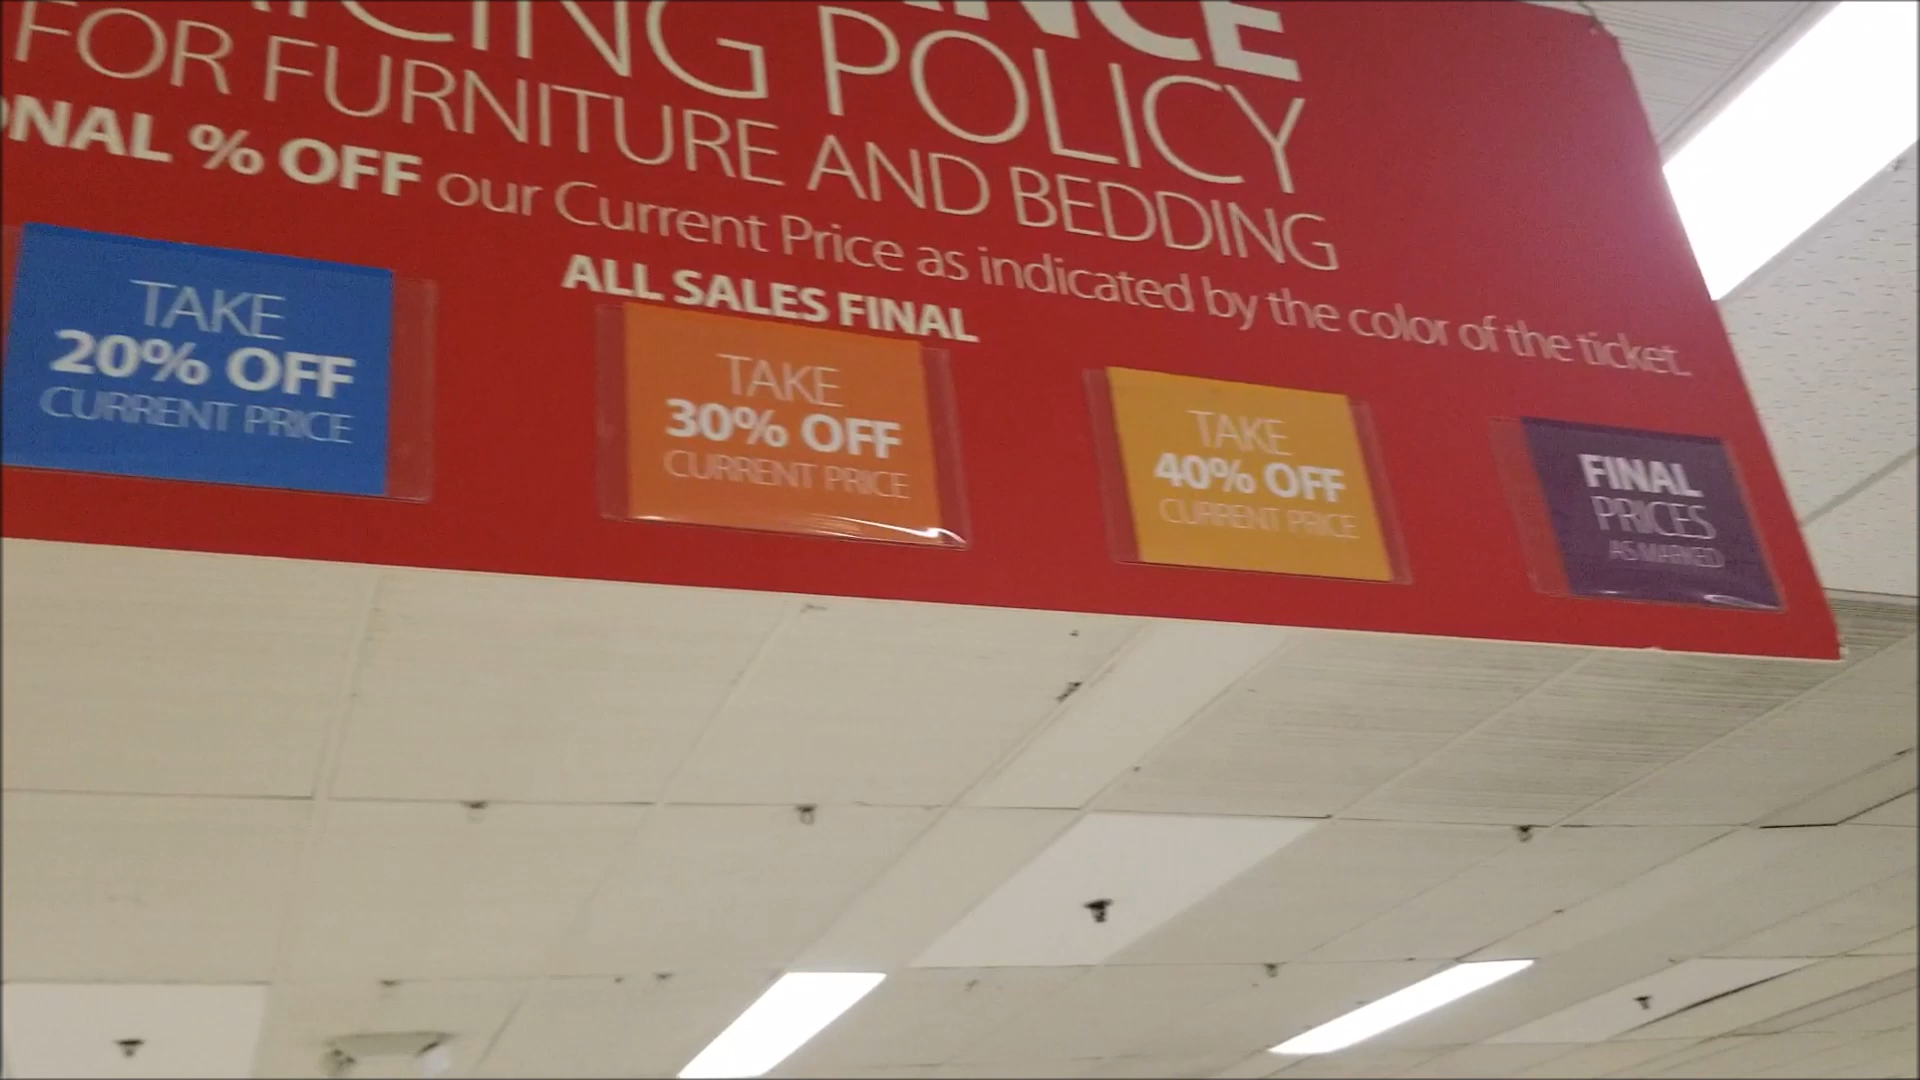 POLICY
FOR FURNITURE AND BEDDING
% OFF our Current Price as indicated by the color of the ticket.
ALL SALES FINAL
TAKE
20% OFF
CURRENT PRICE
TAKE
30% OFF
CURRENT PRICE
TAKE
40% OFF
CURRENT PRICE
FINAL
PRICES
AS MARKED